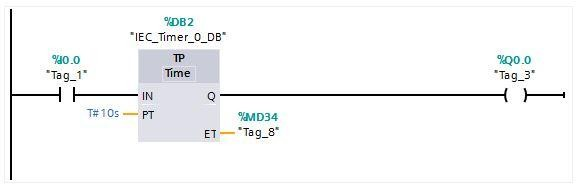 %DB2
"IEC_Timer_0_DB"
%I0.0
"Tag_1"
TP
Time
%Q0.0
"Tag_3"
IN
Q
T#10s
PT
%MD34
ET
"Tag_8"